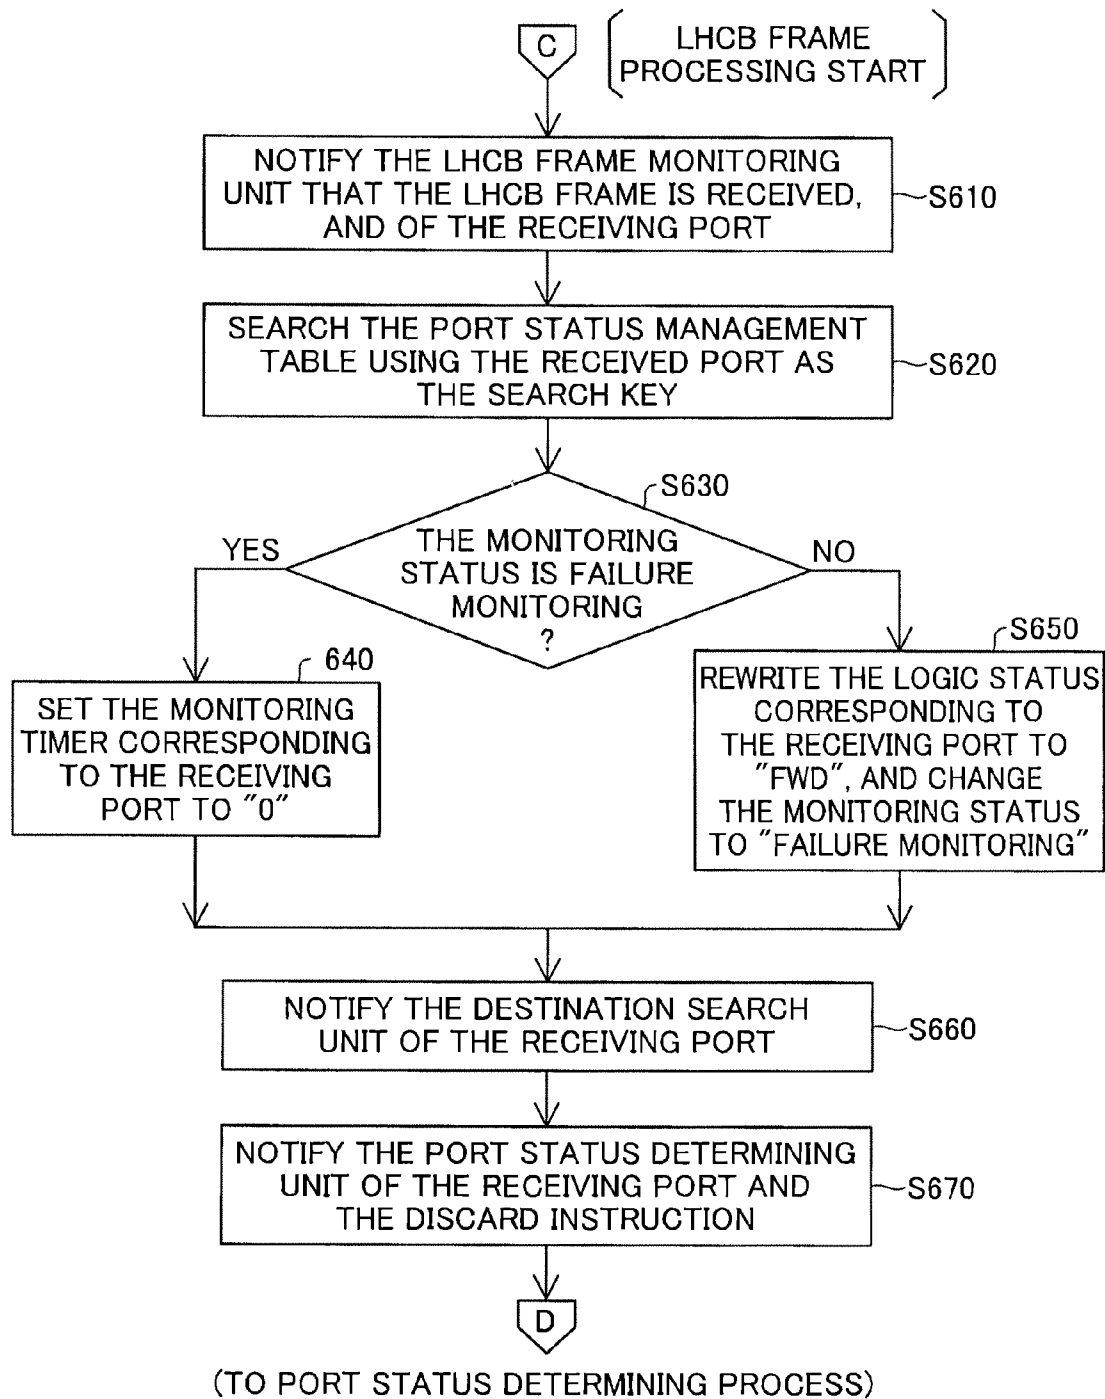 C
LHCB FRAME
PROCESSING START
NOTIFY THE LHCB FRAME MONITORING
UNIT THAT THE LHCB FRAME IS RECEIVED,
AND OF THE RECEIVING PORT
S610
SEARCH THE PORT STATUS MANAGEMENT
TABLE USING THE RECEIVED PORT AS
THE SEARCH KEY
S620
S630
THE MONITORING
STATUS IS FAILURE
MONITORING
?
YES
NO
640
SET THE MONITORING
TIMER CORRESPONDING
TO THE RECEIVING
PORT TO "0"
S650
REWRITE THE LOGIC STATUS
CORRESPONDING TO
THE RECEIVING PORT TO
"FWD", AND CHANGE
THE MONITORING STATUS
TO "FAILURE MONITORING"
NOTIFY THE DESTINATION SEARCH
UNIT OF THE RECEIVING PORT
S660
NOTIFY THE PORT STATUS DETERMINING
UNIT OF THE RECEIVING PORT AND
THE DISCARD INSTRUCTION
S670
D
(TO PORT STATUS DETERMINING PROCESS)